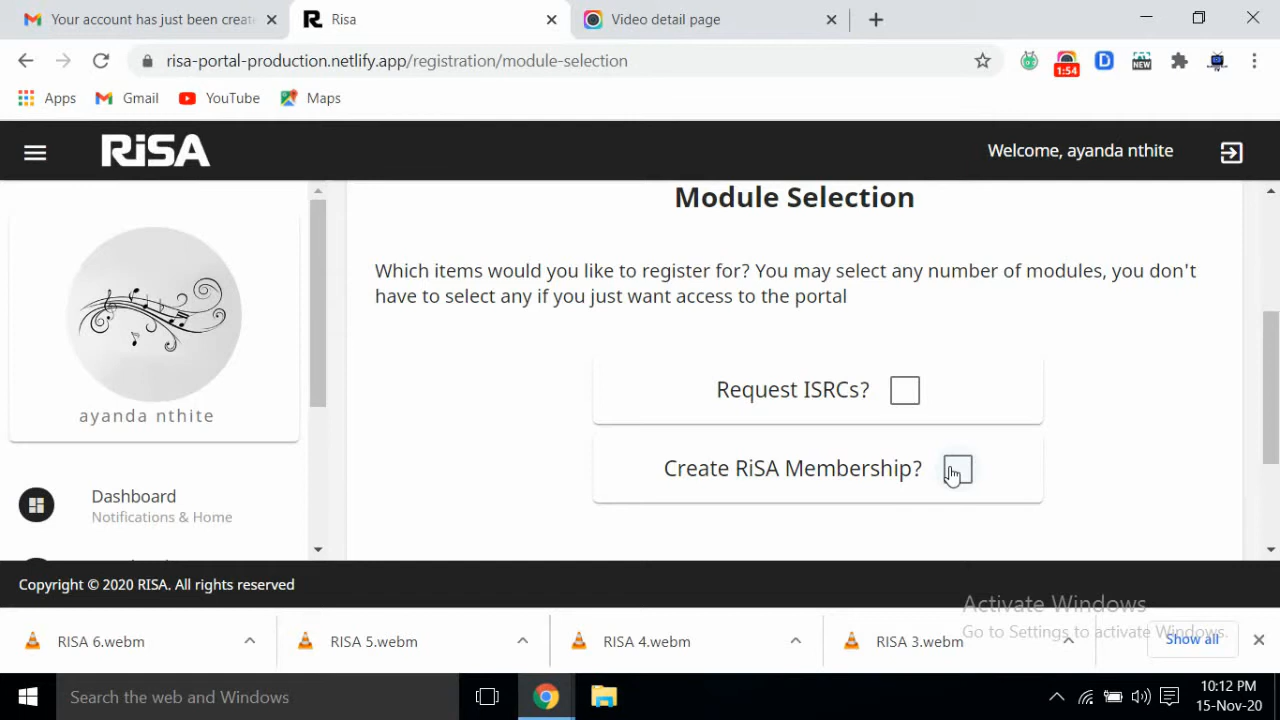 Your account has just been create
Risa
Video detail page
risa-portal-production.netlify.app/registration/module-selection
1:54
D
NEW
Apps
Gmail
YouTube
Maps
RiSA
Welcome, ayanda nthite
Module Selection
Which items would you like to register for? You may select any number of modules, you don't
have to select any if you just want access to the portal
ayanda nthite
Request ISRCs?
Create RiSA Membership?
Dashboard
Notifications & Home
Copyright © 2020 RISA. All rights reserved
Activate Windows
Go to Settings to activate Windows.
RISA 6.webm
RISA 5.webm
RISA 4.webm
RISA 3.webm
Show all
Search the web and Windows
10:12 PM
15-Nov-20